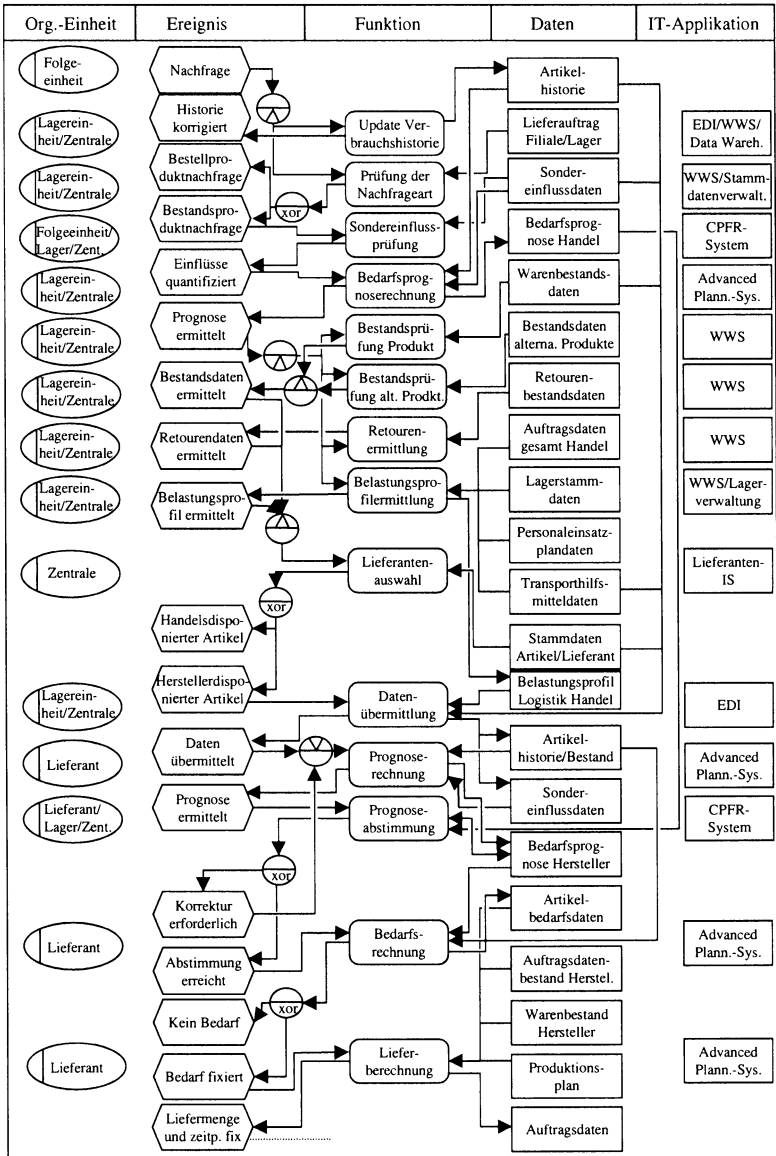 Org.-Einheit
Ereignis
Funktion
Daten
IT-Applikation
Folge-
einheit
Lagerein-
heit/Zentrale
Lagerein-
heit/Zentrale
Folgeeinheit/
Lager/Zent.
Lagerein-
heit/Zentrale
Lagerein-
heit/Zentrale
Lagerein-
heit/Zentrale
Lagerein-
heit/Zentrale
Lagerein-
heit/Zentrale
Zentrale
Lagerein-
heit/Zentrale
Lieferant
Lieferant/
Lager/Zent.
Lieferant
Lieferant
Nachfrage
Historie
korrigiert
Bestellpro-
duktnachfrage
Bestandspro-
duktnachfrage
Einflüsse
quantifiziert
Prognose
ermittelt
Bestandsdaten
ermittelt
Retourendaten
ermittelt
Belastungspro-
fil ermittelt
Handelsdispo-
nierter Artikel
Herstellerdispo-
nierter Artikel
Daten
übermittelt
Prognose
ermittelt
Korrektur
erforderlich
Abstimmung
erreicht
Kein Bedarf
Bedarf fixiert
Liefermenge
und zeitp. fix
xor
xor
xor
xor
Update Ver-
brauchshistorie
Prüfung der
Nachfrageart
Sondereinfluss-
prüfung
Bedarfsprog-
noserechnung
Bestandsprü-
fung Produkt
Bestandsprü-
fung alt. Prodkt.
Retouren-
ermittlung
Belastungspro-
filermittlung
Lieferanten-
auswahl
Daten-
übermittlung
Prognose-
rechnung
Prognose-
abstimmung
Bedarfs-
rechnung
Liefer-
berechnung
Artikel-
historie
Lieferauftrag
Filiale/Lager
Sonder-
einflussdaten
Bedarfsprog-
nose Handel
Warenbestands-
daten
Bestandsdaten
alterna. Produkte
Retouren-
bestandsdaten
Auftragsdaten
gesamt Handel
Lagerstamm-
daten
Personaleinsatz-
plandaten
Transporthilfs-
mitteldaten
Stammdaten
Artikel/Lieferant
Belastungsprofil
Logistik Handel
Artikel-
historie/Bestand
Sonder-
einflussdaten
Bedarfsprog-
nose Hersteller
Artikel-
bedarfsdaten
Auftragsdaten-
bestand Herstel.
Warenbestand
Hersteller
Produktions-
plan
Auftragsdaten
EDI/WWS/
Data Wareh.
WWS/Stamm-
datenverwalt.
CPFR-
System
Advanced
Plann.-Sys.
WWS
WWS
WWS
WWS/Lager-
verwaltung
Lieferanten-
IS
EDI
Advanced
Plann.-Sys.
CPFR-
System
Advanced
Plann.-Sys.
Advanced
Plann.-Sys.